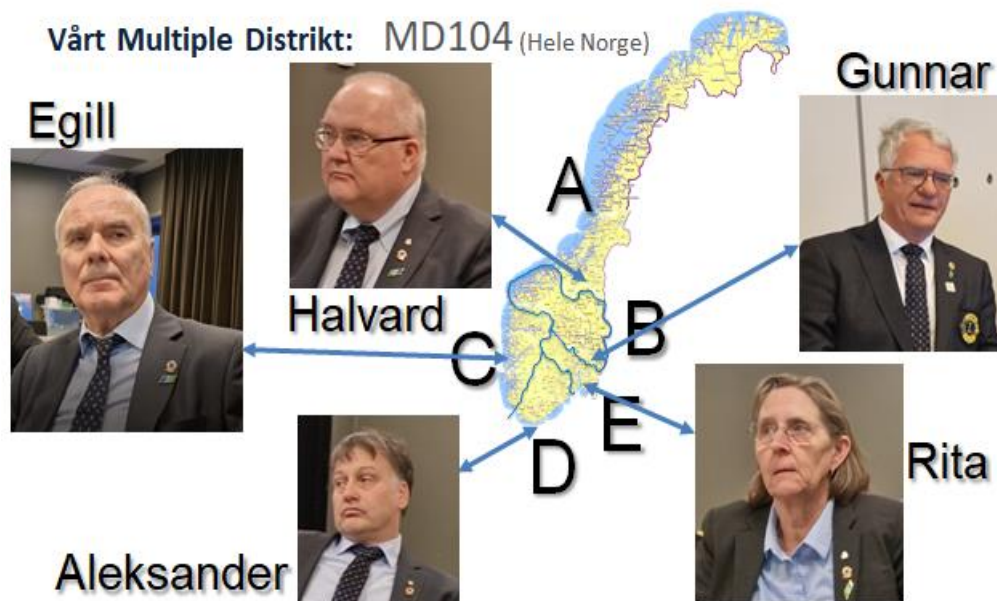 Vårt Multiple Distrikt: MD104 (Hele Norge)
Gunnar
Egill
A
Halvard
B
C
E
D
Rita
Aleksander